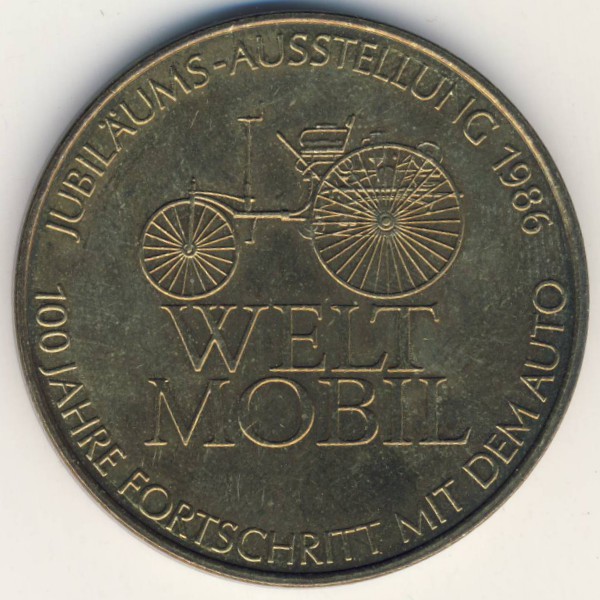 JUBILÄUMS-AUSSTELLUNG 1986
WELT
MOBIL
100 JAHRE FORTSCHRITT MIT DEM AUTO